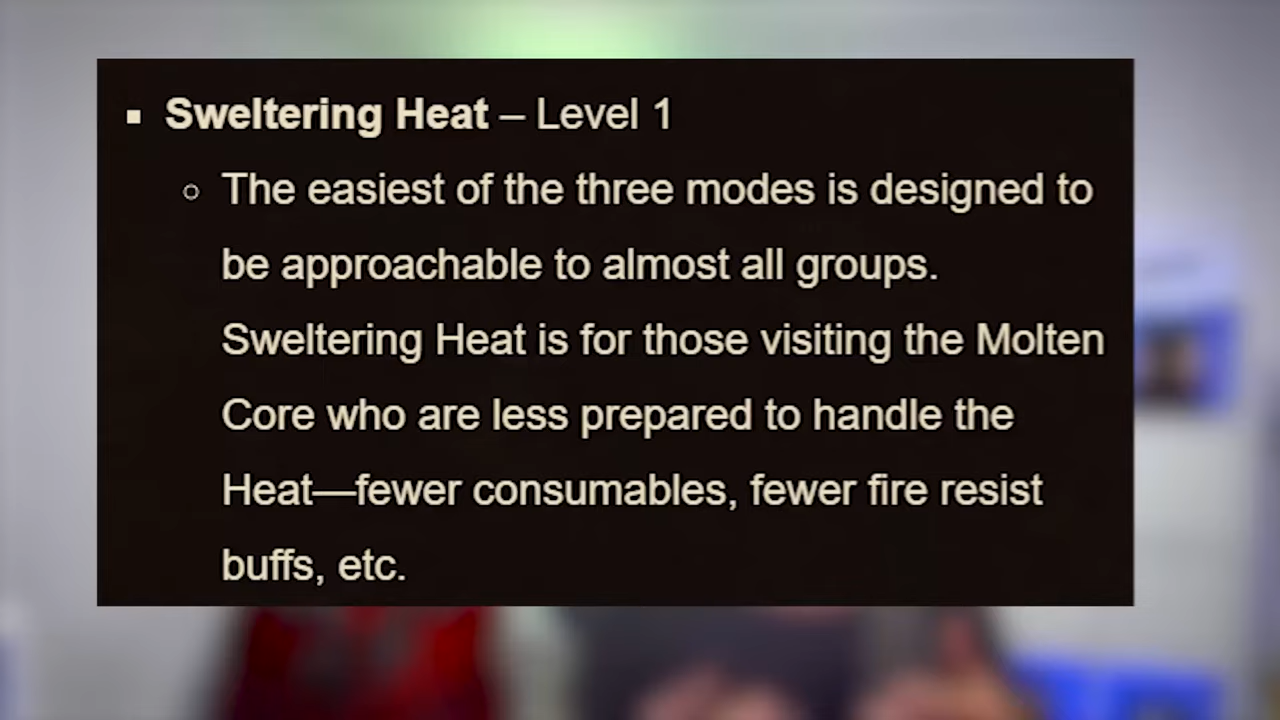 ▪ Sweltering Heat – Level 1
○ The easiest of the three modes is designed to
be approachable to almost all groups.
Sweltering Heat is for those visiting the Molten
Core who are less prepared to handle the
Heat—fewer consumables, fewer fire resist
buffs, etc.